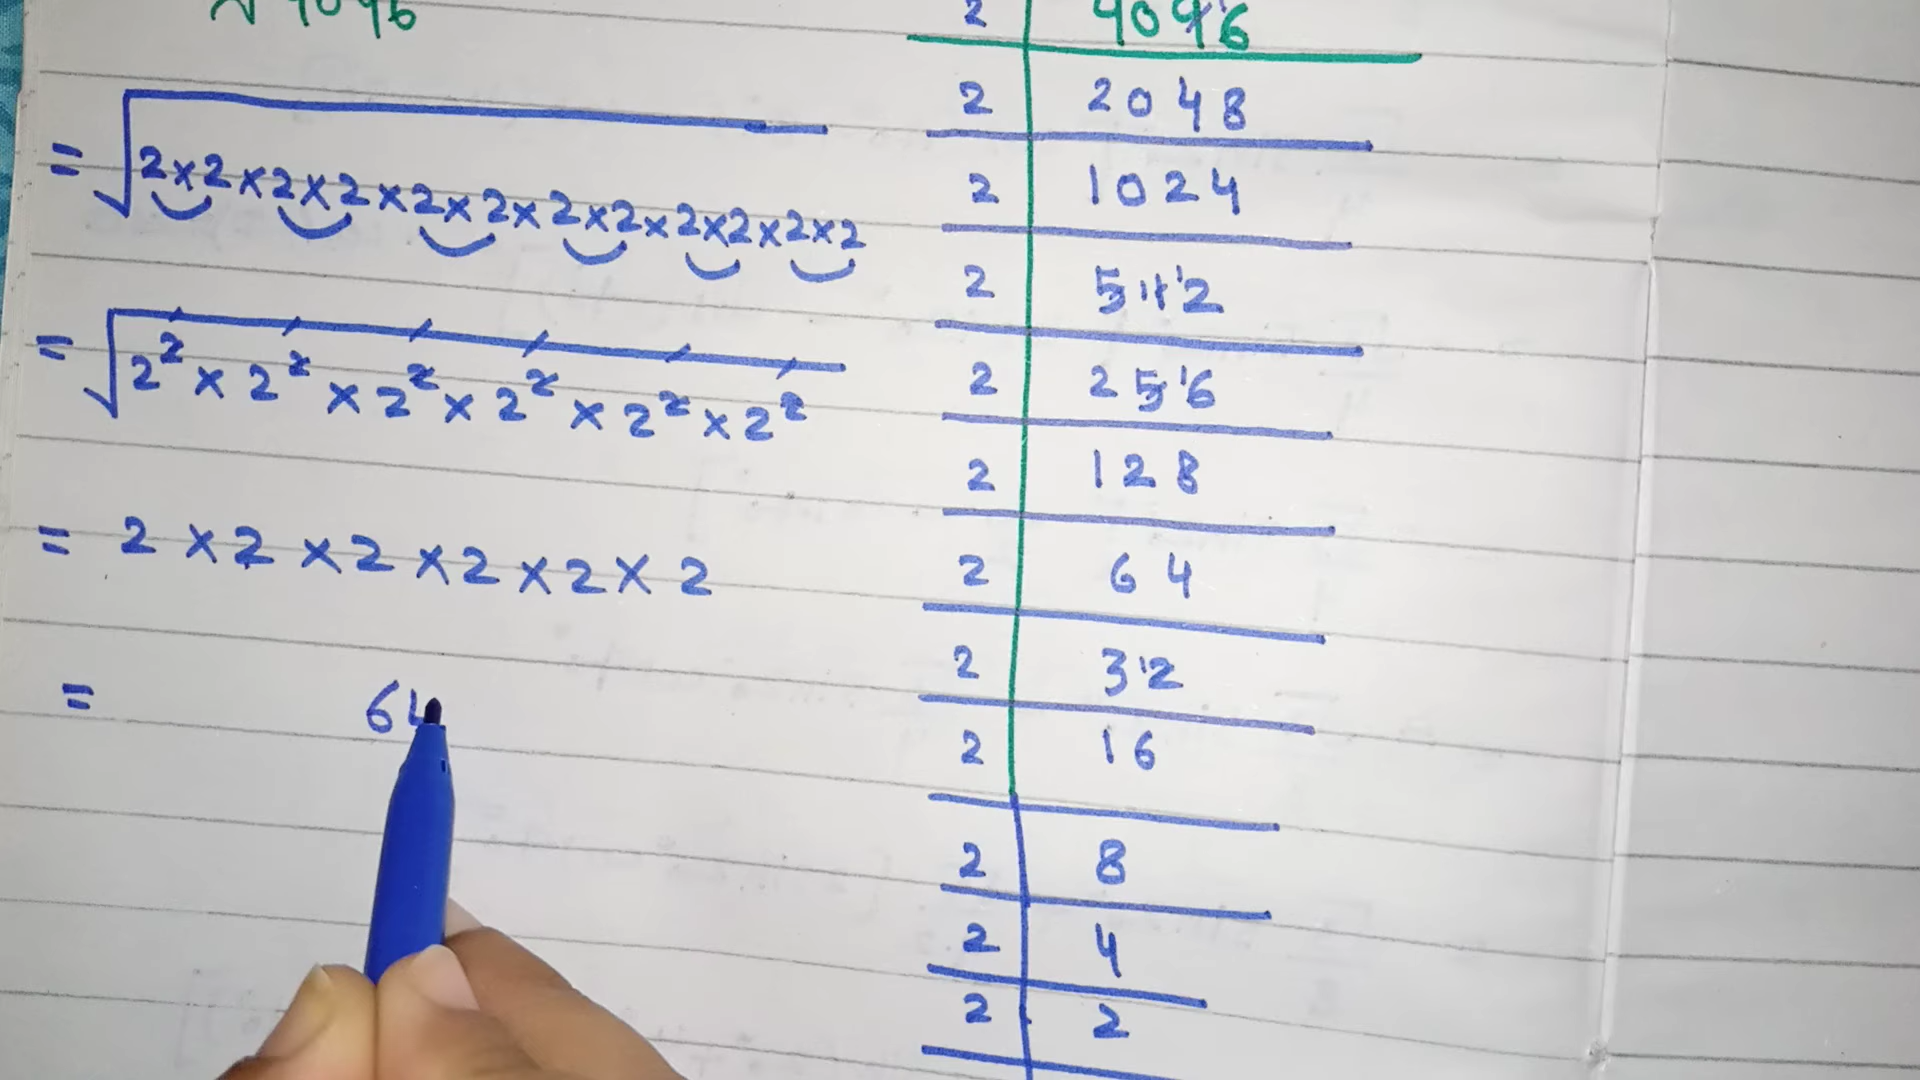 √4096
= √2×2×2×2×2×2×2×2×2×2×2×2
= √2² × 2² × 2² × 2² × 2² × 2²
= 2 × 2 × 2 × 2 × 2 × 2
= 64
2 | 4096
2 | 2048
2 | 1024
2 | 512
2 | 256
2 | 128
2 | 64
2 | 32
2 | 16
2 | 8
2 | 4
2 | 2